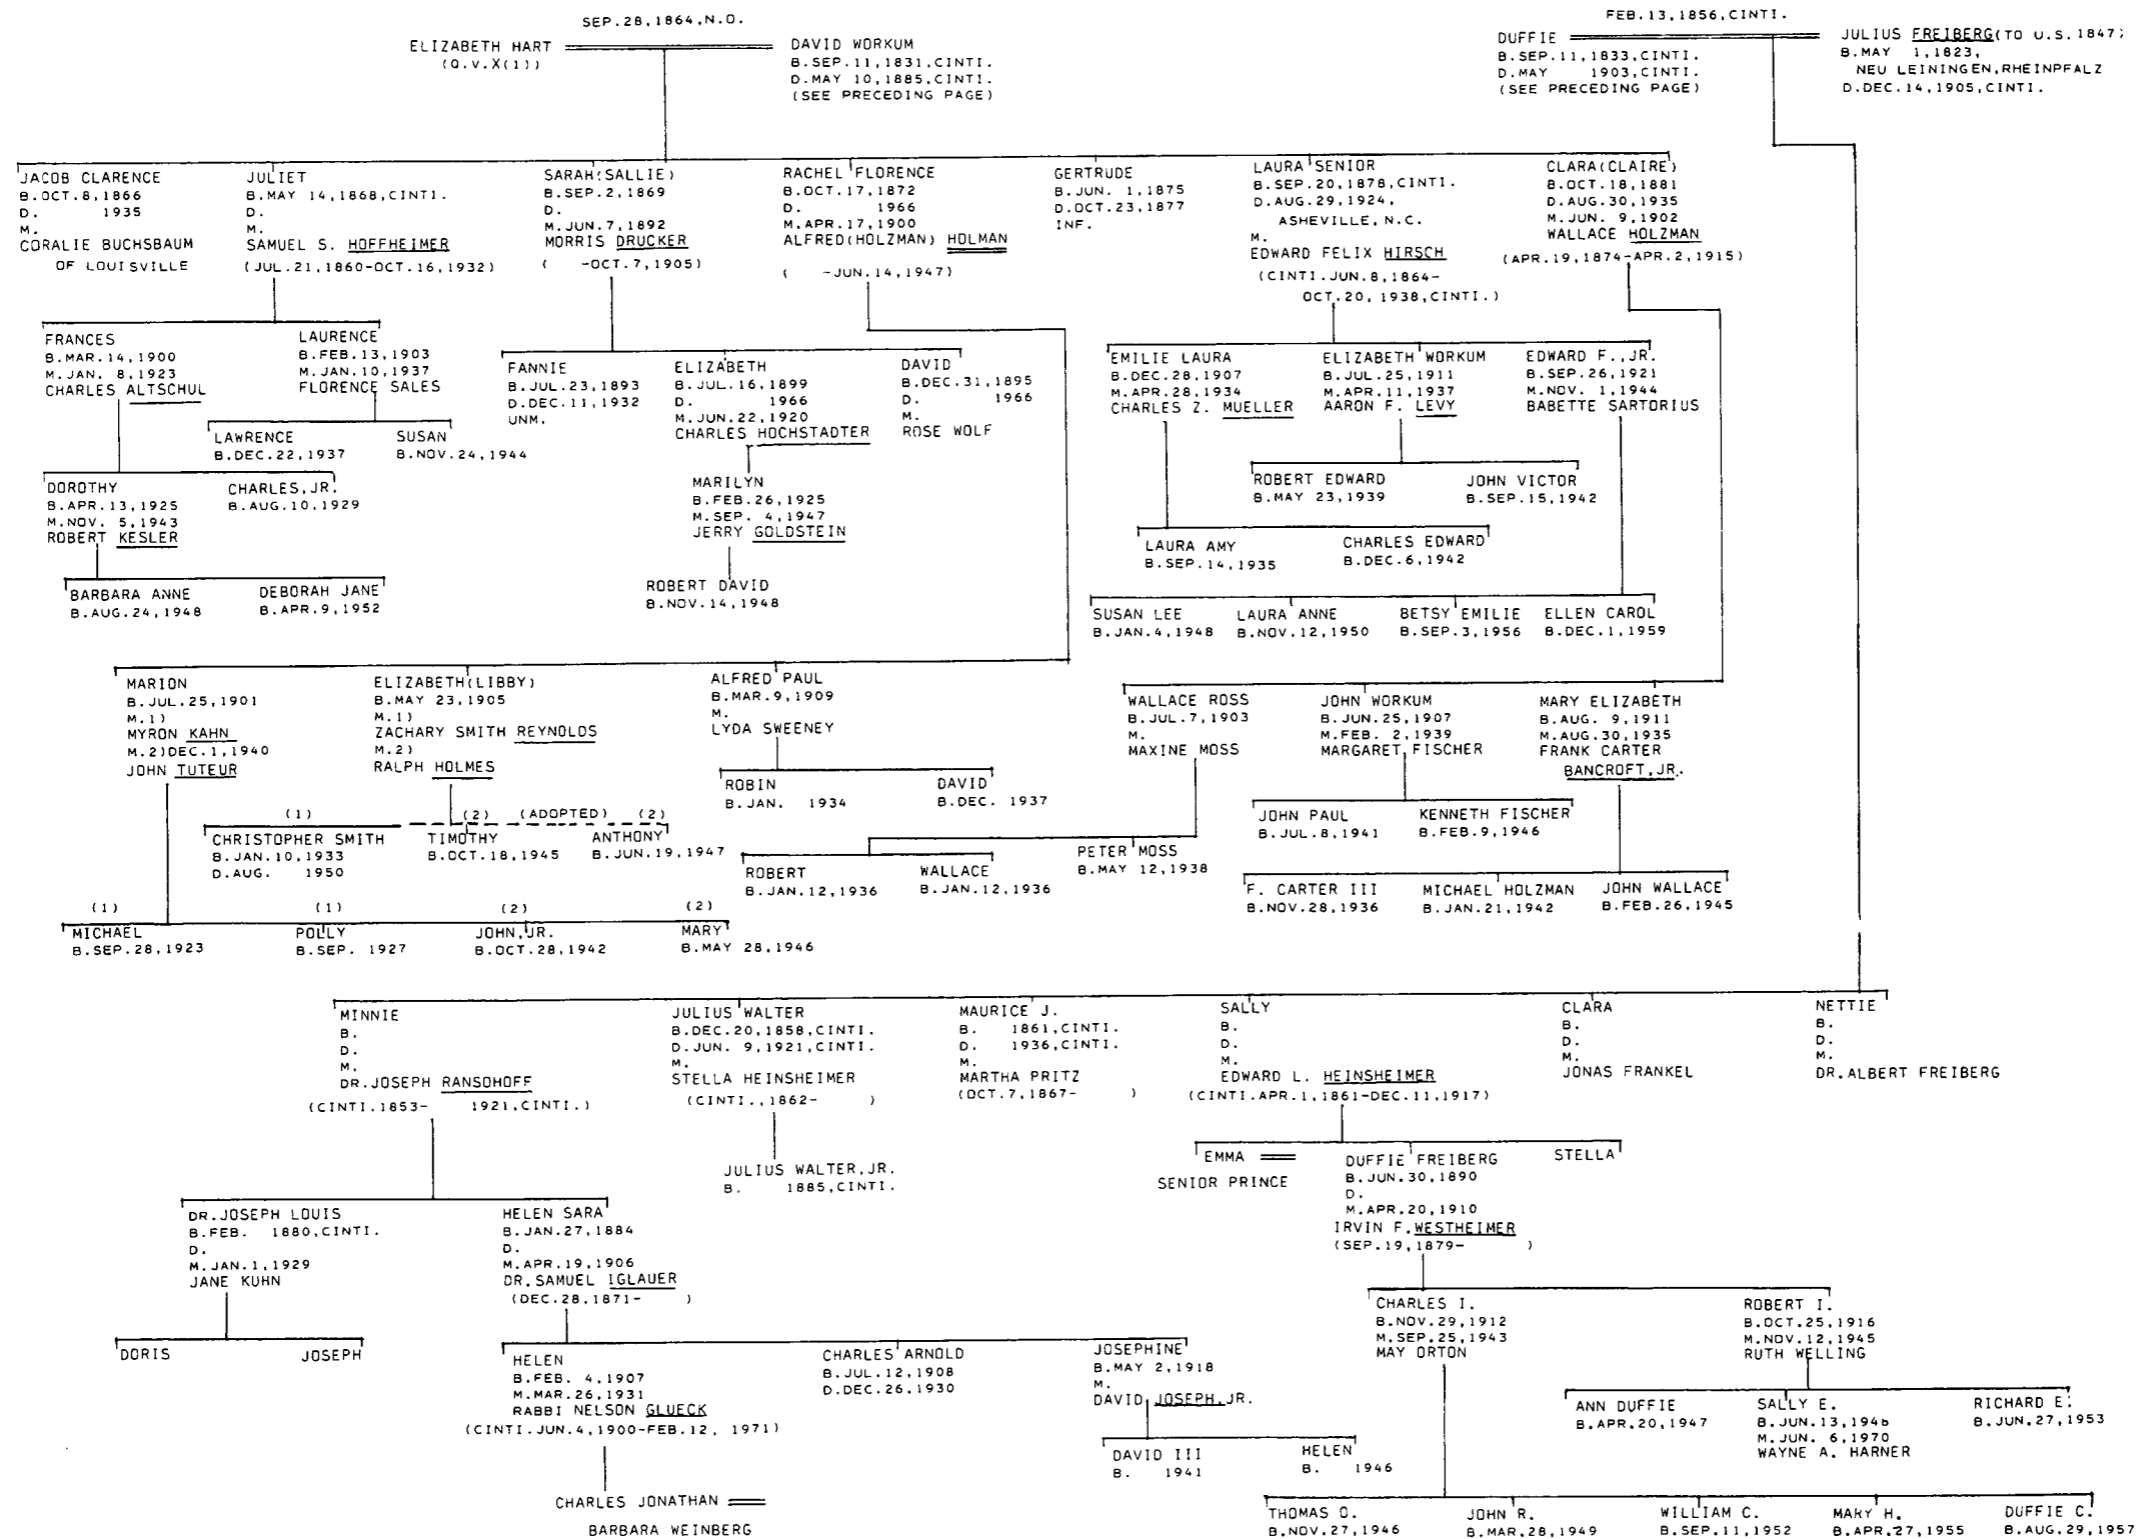 SEP.28,1864,N.O.
ELIZABETH HART
(Q.V.X(1))
DAVID WORKUM
B.SEP.11,1831,CINTI.
D.MAY 10,1885,CINTI.
(SEE PRECEDING PAGE)
FEB.13,1856,CINTI.
DUFFIE
B.SEP.11,1833,CINTI.
D.MAY 1903,CINTI.
(SEE PRECEDING PAGE)
JULIUS FREIBERG(TO U.S.1847)
B.MAY 1,1823,
NEU LEININGEN,RHEINPFALZ
D.DEC.14,1905,CINTI.
JACOB CLARENCE
B.OCT.8,1866
D. 1935
M.
CORALIE BUCHSBAUM
OF LOUISVILLE
JULIET
B.MAY 14,1868,CINTI.
D.
M.
SAMUEL S. HOFFHEIMER
(JUL.21,1860-OCT.16,1932)
SARAH(SALLIE)
B.SEP.2,1869
D.
M.JUN.7,1892
MORRIS DRUCKER
( -OCT.7,1905)
RACHEL FLORENCE
B.OCT.17,1872
D. 1966
M.APR.17,1900
ALFRED(HOLZMAN) HOLMAN
( -JUN.14,1947)
GERTRUDE
B.JUN. 1,1875
D.OCT.23,1877
INF.
LAURA SENIOR
B.SEP.20,1878,CINTI.
D.AUG.29,1924,
ASHEVILLE, N.C.
M.
EDWARD FELIX HIRSCH
(CINTI.JUN.8,1864-
OCT.20, 1938,CINTI.)
CLARA(CLAIRE)
B.OCT.18,1881
D.AUG.30,1935
M.JUN. 9,1902
WALLACE HOLZMAN
(APR.19,1874-APR.2,1915)
FRANCES
B.MAR.14,1900
M.JAN. 8,1923
CHARLES ALTSCHUL
LAURENCE
B.FEB.13,1903
M.JAN.10,1937
FLORENCE SALES
FANNIE
B.JUL.23,1893
D.DEC.11,1932
UNM.
ELIZABETH
B.JUL.16,1899
D. 1966
M.JUN.22,1920
CHARLES HOCHSTADTER
DAVID
B.DEC.31,1895
D. 1966
M.
ROSE WOLF
EMILIE LAURA
B.DEC.28,1907
M.APR.28,1934
CHARLES Z. MUELLER
ELIZABETH WORKUM
B.JUL.25,1911
M.APR.11,1937
AARON F. LEVY
EDWARD F.,JR.
B.SEP.26,1921
M.NOV. 1,1944
BABETTE SARTORIUS
LAWRENCE
B.DEC.22,1937
SUSAN
B.NOV.24,1944
DOROTHY
B.APR.13,1925
M.NOV. 5,1943
ROBERT KESLER
CHARLES,JR.
B.AUG.10,1929
MARILYN
B.FEB.26,1925
M.SEP. 4,1947
JERRY GOLDSTEIN
ROBERT EDWARD
B.MAY 23,1939
JOHN VICTOR
B.SEP.15,1942
LAURA AMY
B.SEP.14,1935
CHARLES EDWARD
B.DEC.6,1942
BARBARA ANNE
B.AUG.24,1948
DEBORAH JANE
B.APR.9,1952
ROBERT DAVID
B.NOV.14,1948
SUSAN LEE
B.JAN.4,1948
LAURA ANNE
B.NOV.12,1950
BETSY EMILIE
B.SEP.3,1956
ELLEN CAROL
B.DEC.1,1959
MARION
B.JUL.25,1901
M.1)
MYRON KAHN
M.2)DEC.1,1940
JOHN TUTEUR
ELIZABETH(LIBBY)
B.MAY 23,1905
M.1)
ZACHARY SMITH REYNOLDS
M.2)
RALPH HOLMES
ALFRED PAUL
B.MAR.9,1909
M.
LYDA SWEENEY
WALLACE ROSS
B.JUL.7,1903
M.
MAXINE MOSS
JOHN WORKUM
B.JUN.25,1907
M.FEB. 2,1939
MARGARET FISCHER
MARY ELIZABETH
B.AUG. 9,1911
M.AUG.30,1935
FRANK CARTER
BANCROFT,JR.
ROBIN
B.JAN. 1934
DAVID
B.DEC. 1937
(1) (2) (ADOPTED) (2)
CHRISTOPHER SMITH
B.JAN.10,1933
D.AUG. 1950
TIMOTHY
B.OCT.18,1945
ANTHONY
B.JUN.19,1947
JOHN PAUL
B.JUL.8,1941
KENNETH FISCHER
B.FEB.9,1946
ROBERT
B.JAN.12,1936
WALLACE
B.JAN.12,1936
PETER MOSS
B.MAY 12,1938
F. CARTER III
B.NOV.28,1936
MICHAEL HOLZMAN
B.JAN.21,1942
JOHN WALLACE
B.FEB.26,1945
(1) (1) (2) (2)
MICHAEL
B.SEP.28,1923
POLLY
B.SEP. 1927
JOHN,JR.
B.OCT.28,1942
MARY
B.MAY 28,1946
MINNIE
B.
D.
M.
DR.JOSEPH RANSOHOFF
(CINTI.1853- 1921,CINTI.)
JULIUS WALTER
B.DEC.20,1858,CINTI.
D.JUN. 9,1921,CINTI.
M.
STELLA HEINSHEIMER
(CINTI.,1862- )
MAURICE J.
B. 1861,CINTI.
D. 1936,CINTI.
M.
MARTHA PRITZ
(OCT.7,1867- )
SALLY
B.
D.
M.
EDWARD L. HEINSHEIMER
(CINTI.APR.1,1861-DEC.11,1917)
CLARA
B.
D.
M.
JONAS FRANKEL
NETTIE
B.
D.
M.
DR.ALBERT FREIBERG
JULIUS WALTER,JR.
B. 1885,CINTI.
EMMA
SENIOR PRINCE
DUFFIE FREIBERG
B.JUN.30,1890
D.
M.APR.20,1910
IRVIN F.WESTHEIMER
(SEP.19,1879- )
STELLA
DR.JOSEPH LOUIS
B.FEB. 1880,CINTI.
D.
M.JAN.1,1929
JANE KUHN
HELEN SARA
B.JAN.27,1884
D.
M.APR.19,1906
DR.SAMUEL IGLAUER
(DEC.28,1871- )
CHARLES I.
B.NOV.29,1912
M.SEP.25,1943
MAY ORTON
ROBERT I.
B.OCT.25,1916
M.NOV.12,1945
RUTH WELLING
DORIS
JOSEPH
HELEN
B.FEB. 4,1907
M.MAR.26,1931
RABBI NELSON GLUECK
(CINTI.JUN.4,1900-FEB.12, 1971)
CHARLES ARNOLD
B.JUL.12,1908
D.DEC.26,1930
JOSEPHINE
B.MAY 2,1918
M.
DAVID JOSEPH,JR.
ANN DUFFIE
B.APR.20,1947
SALLY E.
B.JUN.13,1948
M.JUN. 6,1970
WAYNE A. HARNER
RICHARD E.
B.JUN.27,1953
DAVID III
B. 1941
HELEN
B. 1946
CHARLES JONATHAN
BARBARA WEINBERG
THOMAS O.
B.NOV.27,1946
JOHN R.
B.MAR.28,1949
WILLIAM C.
B.SEP.11,1952
MARY H.
B.APR.27,1955
DUFFIE C.
B.AUG.29,1957